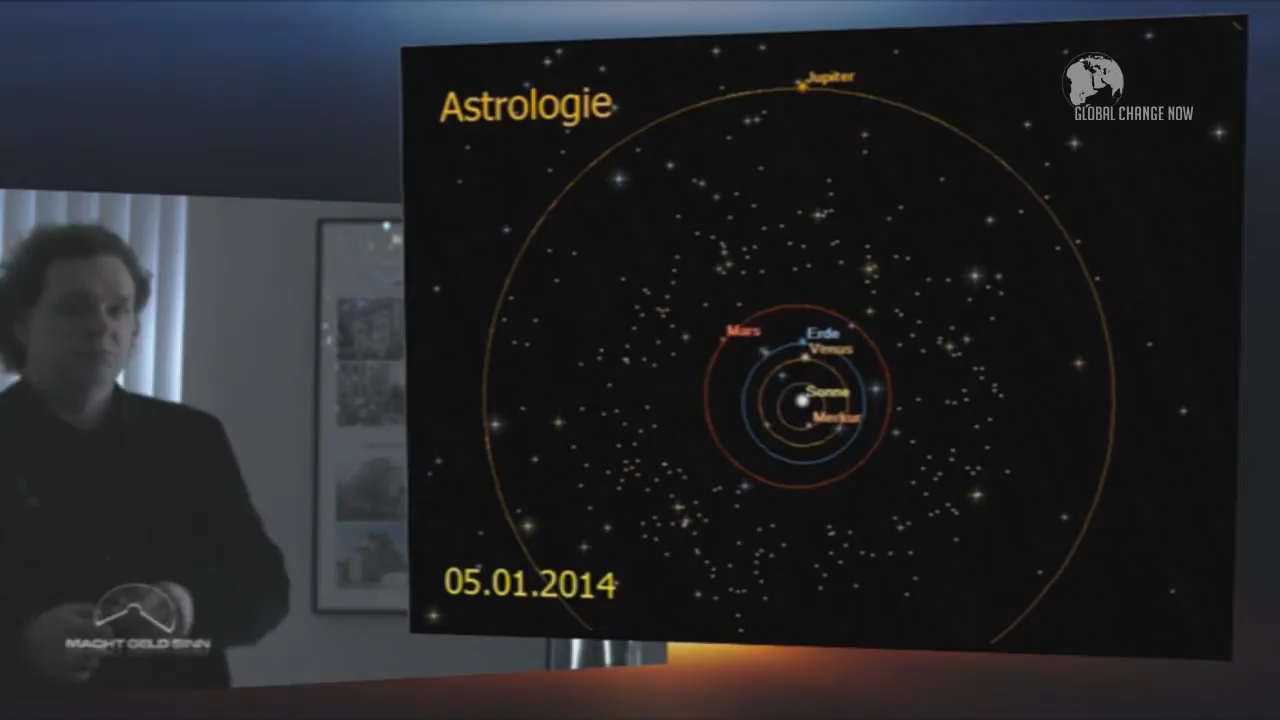 Astrologie
Jupiter
GLOBAL CHANGE NOW
Mars
Erde
Venus
Sonne
Merkur
05.01.2014
MACHT GELD SINN